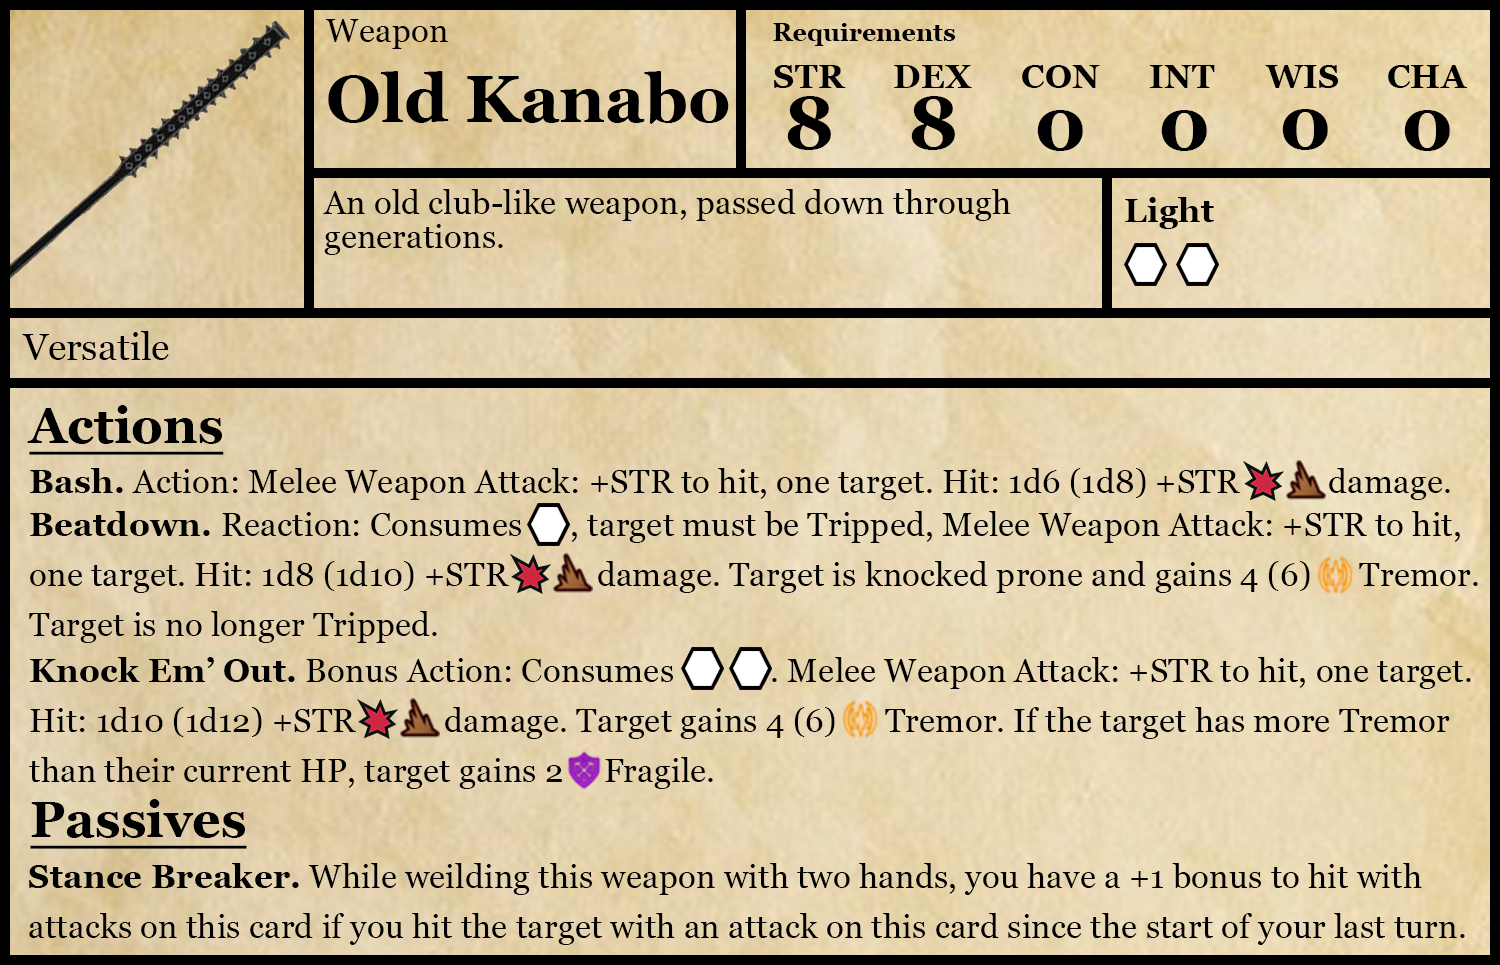 Weapon
Old Kanabo
Requirements
STR DEX CON INT WIS CHA
8 8 0 0 0 0
An old club-like weapon, passed down through
generations.
Light
Versatile
Actions
Bash. Action: Melee Weapon Attack: +STR to hit, one target. Hit: 1d6 (1d8) +STR damage.
Beatdown. Reaction: Consumes , target must be Tripped, Melee Weapon Attack: +STR to hit,
one target. Hit: 1d8 (1d10) +STR damage. Target is knocked prone and gains 4 (6) Tremor.
Target is no longer Tripped.
Knock Em’ Out. Bonus Action: Consumes . Melee Weapon Attack: +STR to hit, one target.
Hit: 1d10 (1d12) +STR damage. Target gains 4 (6) Tremor. If the target has more Tremor
than their current HP, target gains 2 Fragile.
Passives
Stance Breaker. While weilding this weapon with two hands, you have a +1 bonus to hit with
attacks on this card if you hit the target with an attack on this card since the start of your last turn.